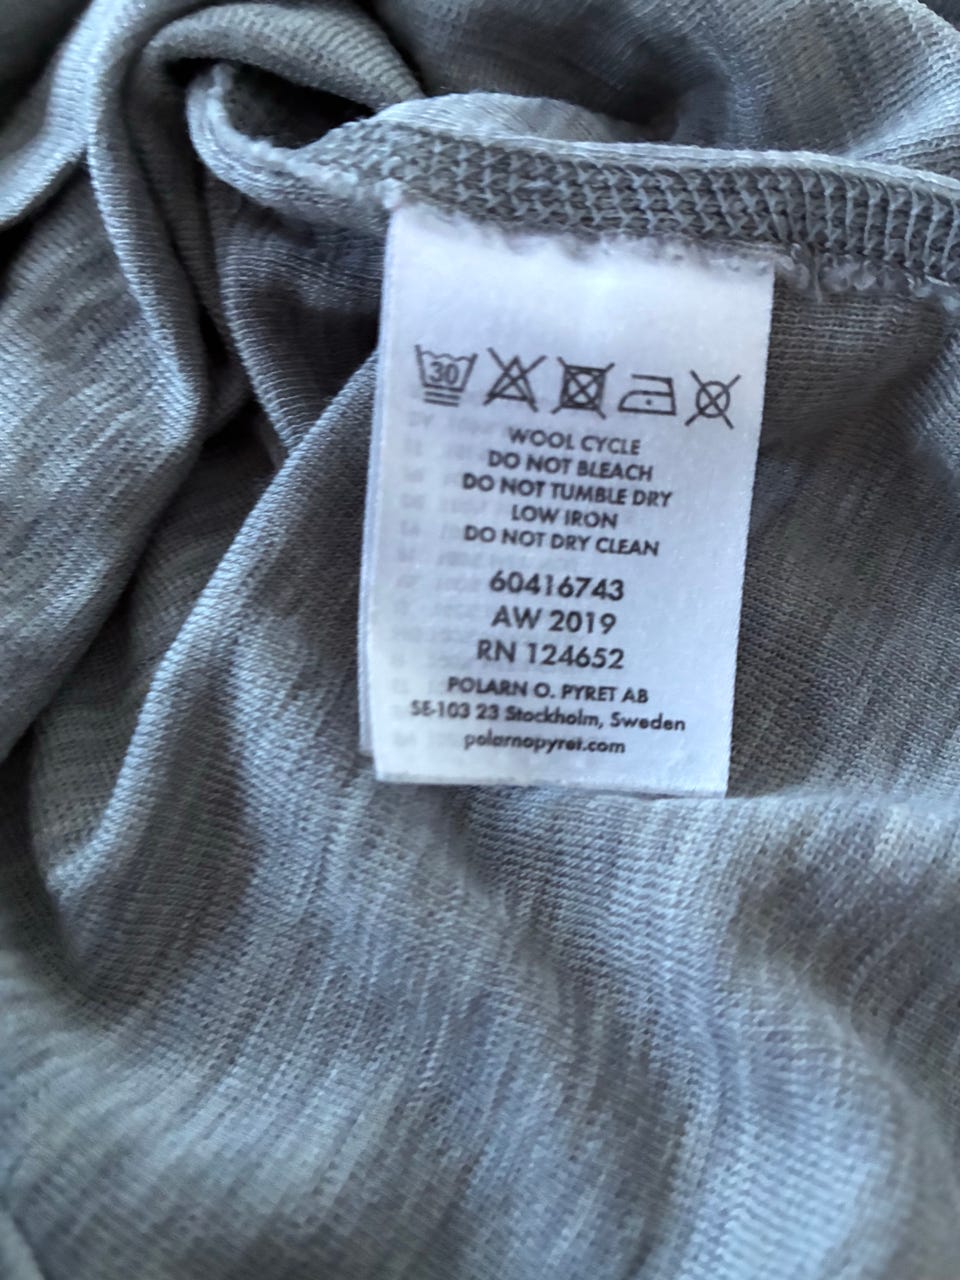 30
WOOL CYCLE
DO NOT BLEACH
DO NOT TUMBLE DRY
LOW IRON
DO NOT DRY CLEAN
60416743
AW 2019
RN 124652
POLARN O. PYRET AB
SE-103 23 Stockholm, Sweden
polarnopyret.com